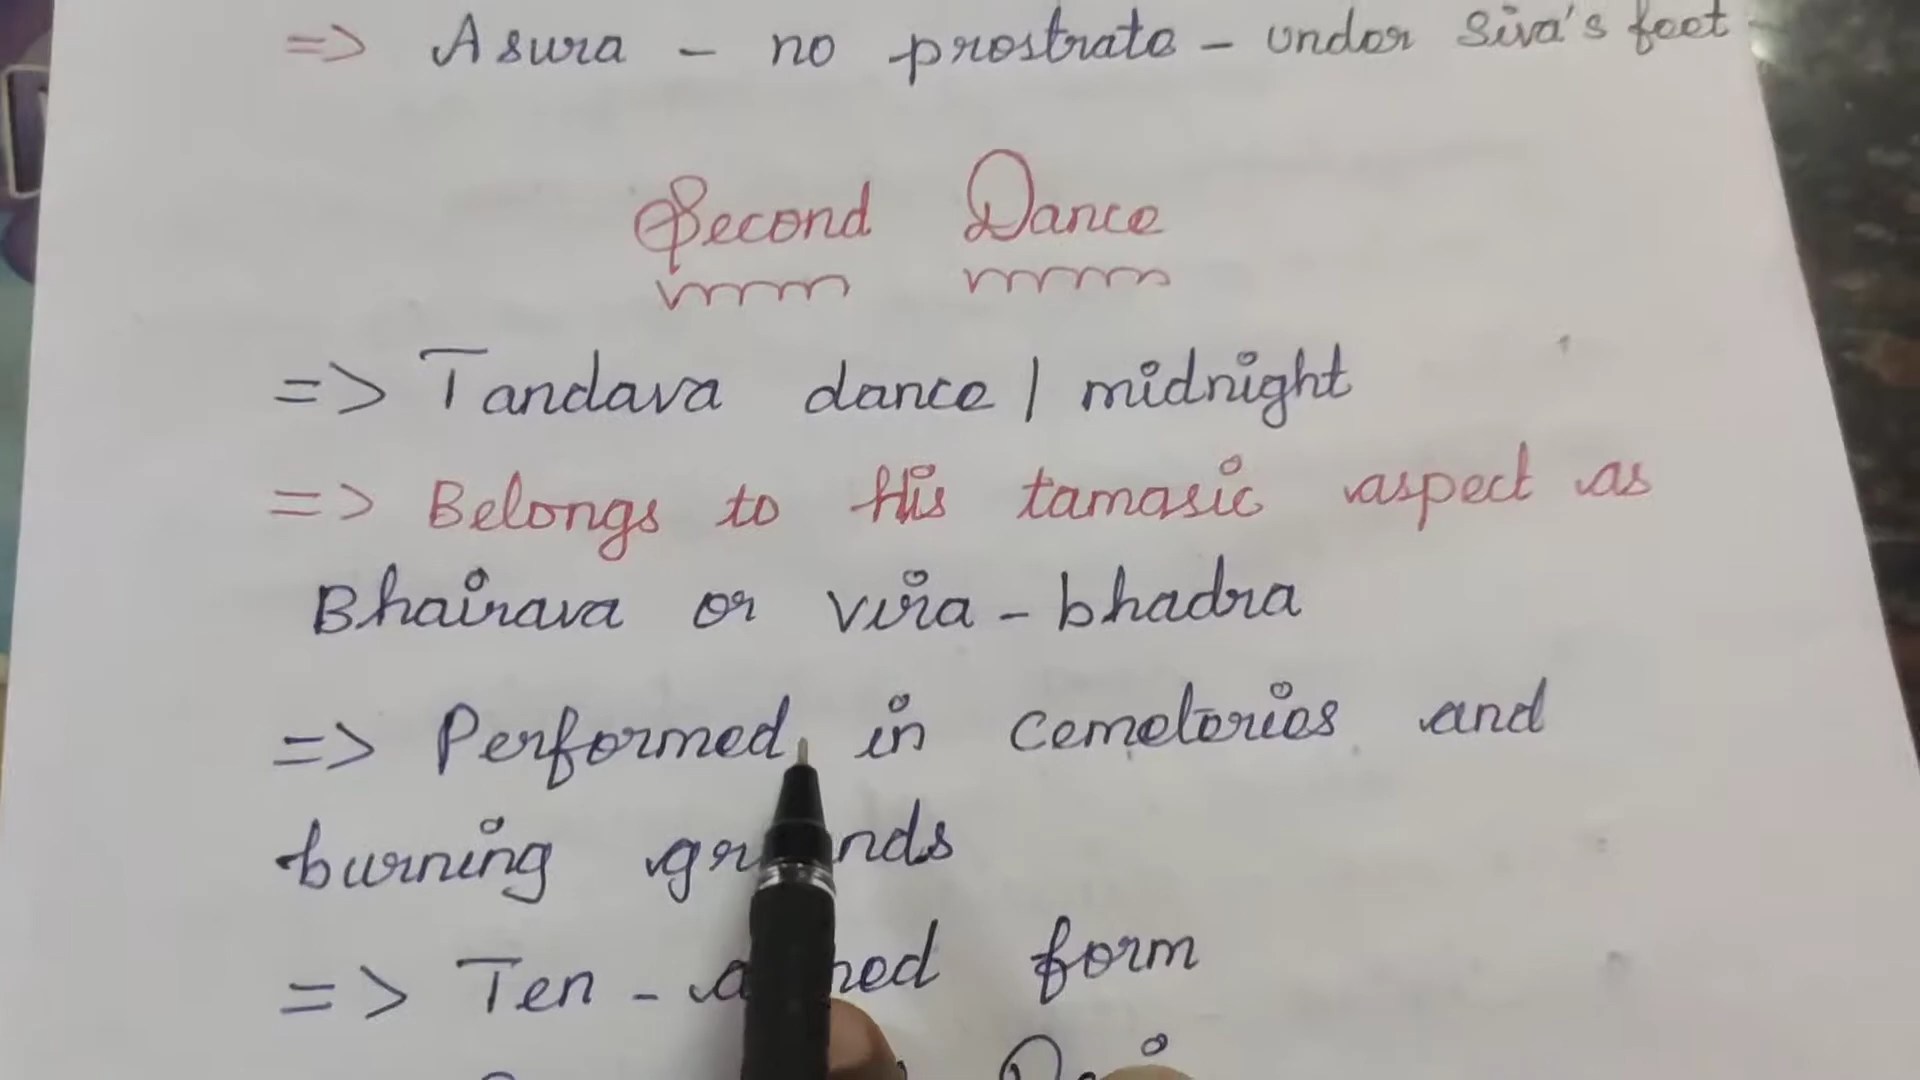 => Asura - no prostrate - under Siva's feet -
Second Dance
=> Tandava dance / midnight
=> Belongs to His tamasic aspect as
Bhairava or vira - bhadra
=> Performed in cemeteries and
burning
=> Ten - form